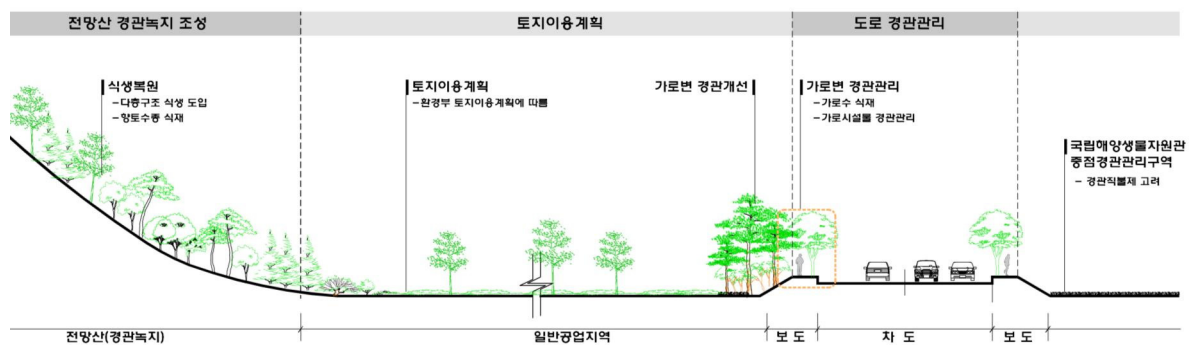 전망산 경관녹지 조성
토지이용계획
도로 경관관리
식생복원
-다층구조 식생 도입
-향토수종 식재
토지이용계획
-환경부 토지이용계획에 따름
가로변 경관개선
가로변 경관관리
-가로수 식재
-가로시설물 경관관리
국립해양생물자원관
중점경관관리구역
- 경관직불제 고려
전망산(경관녹지)
일반공업지역
보 도
차 도
보 도